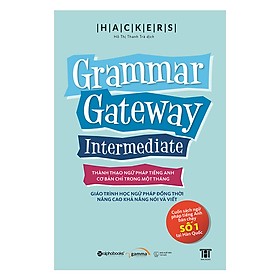 |H|A|C|K|E|R|S|
Hồ Thị Thanh Trà dịch
Grammar
Gateway
Intermediate
THÀNH THẠO NGỮ PHÁP TIẾNG ANH
CƠ BẢN CHỈ TRONG MỘT THÁNG
GIÁO TRÌNH HỌC NGỮ PHÁP ĐỒNG THỜI
NÂNG CAO KHẢ NĂNG NÓI VÀ VIẾT
Cuốn sách ngữ
pháp tiếng Anh
bán chạy
SỐ 1
tại Hàn Quốc
alphabooks
gamma